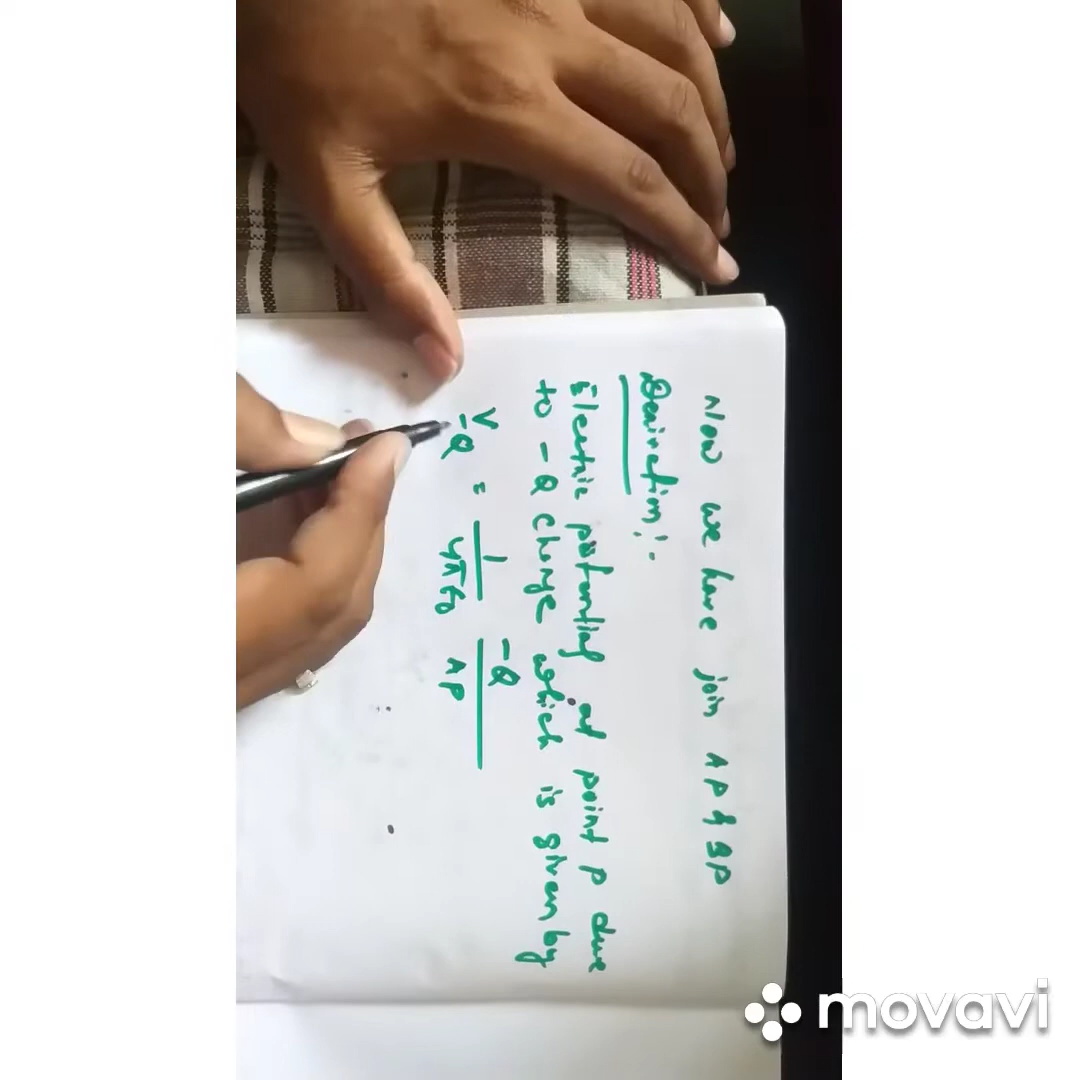 Now we have join AP & BP
Derivation:-
Electric potential at point P due
to -Q charge which is given by
V-Q = 1/4πε0 -Q/AP
movavi